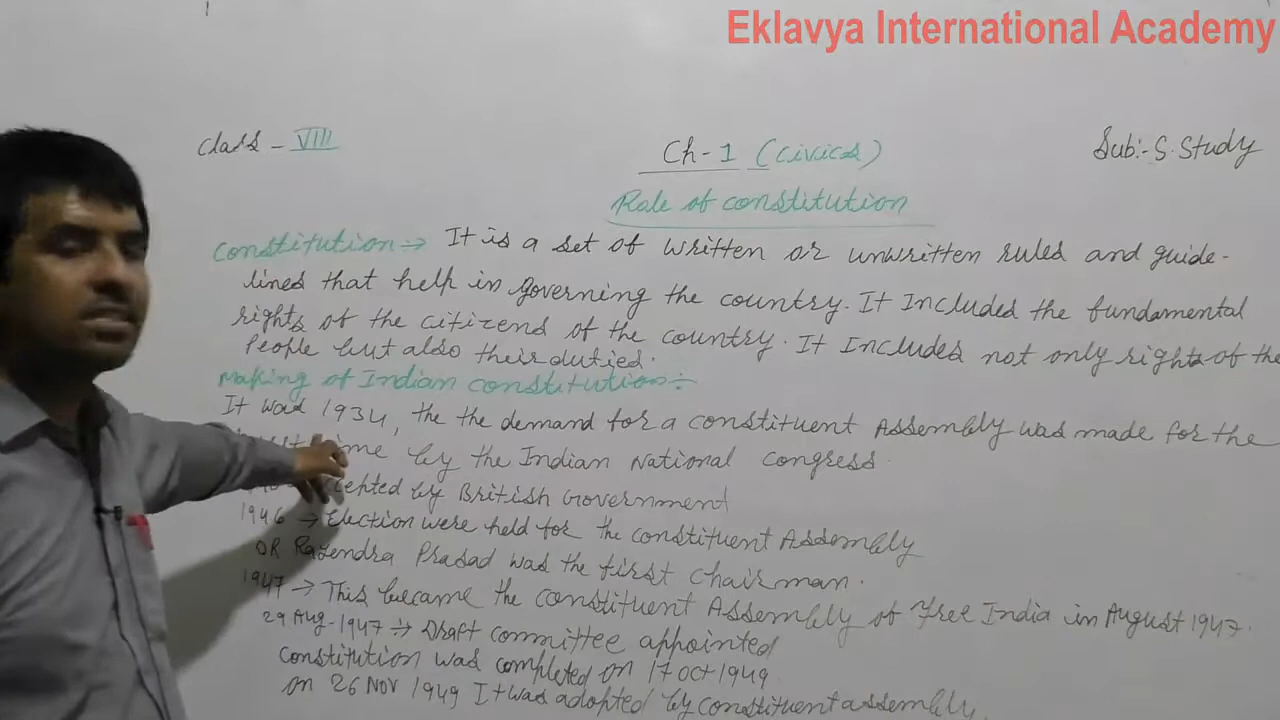 Eklavya International Academy
Class - VIII
Ch-1 (Civics)
Sub:- S. Study
Role of constitution
Constitution → It is a set of written or unwritten rules and guide-
lines that help in governing the country. It Includes the fundamental
rights of the citizens of the country. It Includes not only rights of the
People but also their duties.
Making of Indian constitution :-
It was 1934, the the demand for a constituent Assembly was made for the
by the Indian National Congress
by British Government
1946 → Election were held for the constituent Assembly
DR Rajendra Prasad was the first chairman.
1947 → This became the constituent Assembly of free India in August 1947.
29 Aug-1947 → Draft committee appointed
Constitution was completed on 17 Oct 1949
on 26 Nov 1949 It was adopted by constituent assembly.